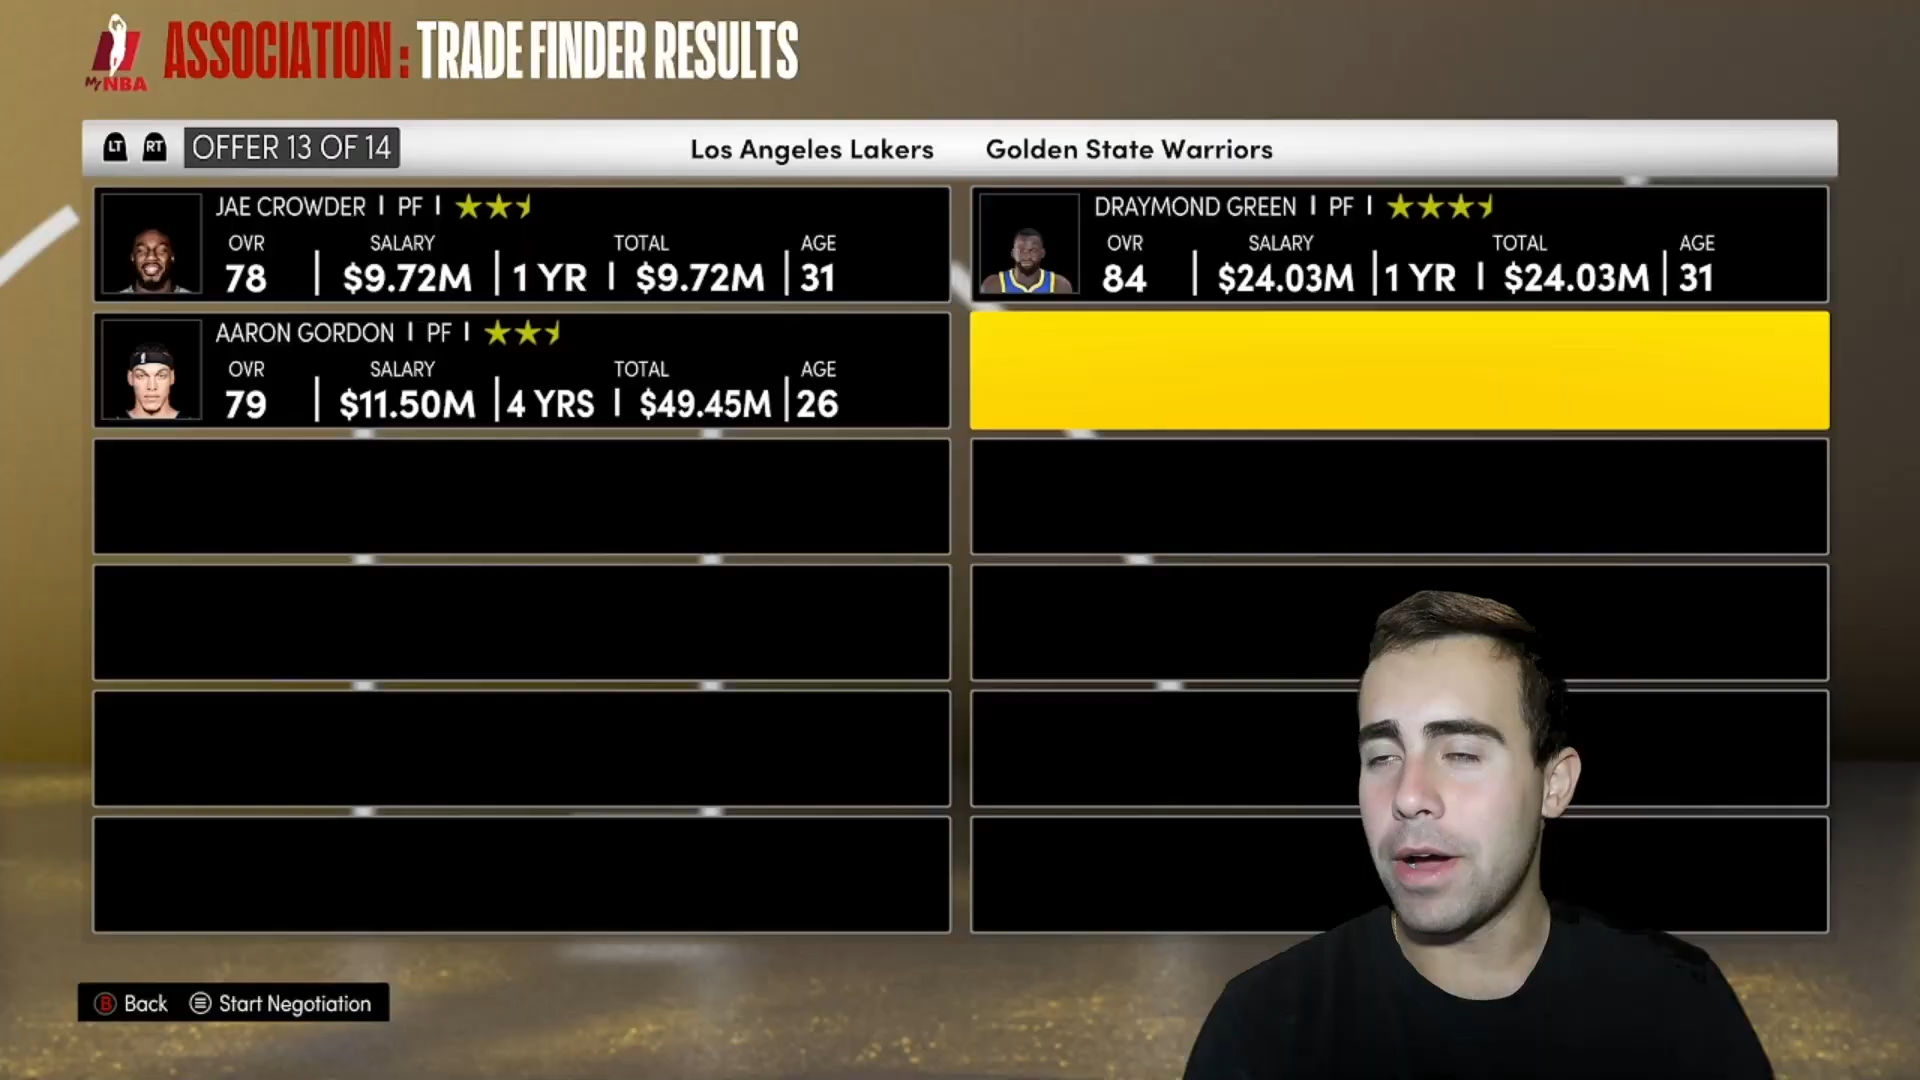 MyNBA
ASSOCIATION : TRADE FINDER RESULTS
LT RT OFFER 13 OF 14 Los Angeles Lakers Golden State Warriors
JAE CROWDER | PF |
OVR SALARY TOTAL AGE
78 | $9.72M | 1 YR | $9.72M | 31
DRAYMOND GREEN | PF |
OVR SALARY TOTAL AGE
84 | $24.03M | 1 YR | $24.03M | 31
AARON GORDON | PF |
OVR SALARY TOTAL AGE
79 | $11.50M | 4 YRS | $49.45M | 26
B Back Start Negotiation